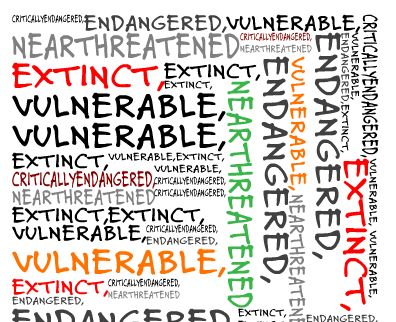 CRITICALLYENDANGERED, ENDANGERED, VULNERABLE,
NEARTHREATENED CRITICALLYENDANGERED,
NEARTHREATENED
EXTINCT, EXTINCT,
EXTINCT,
VULNERABLE,
VULNERABLE,
EXTINCT, VULNERABLE, EXTINCT,
VULNERABLE,
CRITICALLYENDANGERED, CRITICALLYENDANGERED,
NEARTHREATENED CRITICALLYENDANGERED,
EXTINCT, EXTINCT,
VULNERABLE, CRITICALLYENDANGERED,
ENDANGERED,
VULNERABLE,
EXTINCT, CRITICALLYENDANGERED,
NEARTHREATENED
ENDANGERED,
ENDANGERED
NEARTHREATENED
ENDANGERED,
VULNERABLE,
NEARTHREATENED
ENDANGERED,
ENDANGERED, EXTINCT,
VULNERABLE,
EXTINCT,
CRITICALLYENDANGERED,
VULNERABLE, VULNERABLE,
EXTINCT,
ENDANGERED,